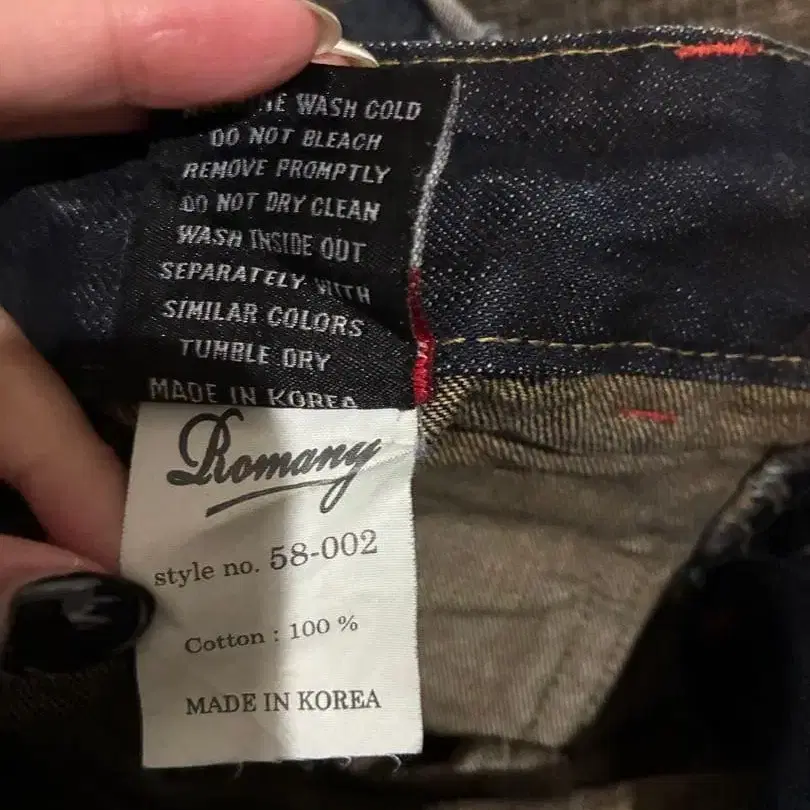 WASH COLD
DO NOT BLEACH
REMOVE PROMPTLY
DO NOT DRY CLEAN
WASH INSIDE OUT
SEPARATELY WITH
SIMILAR COLORS
TUMBLE DRY
MADE IN KOREA
Romany
style no. 58-002
Cotton : 100 %
MADE IN KOREA